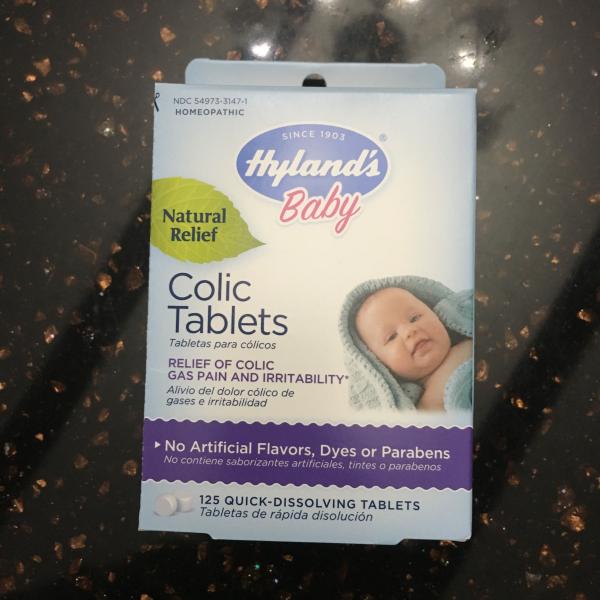 NDC 54973-3147-1
HOMEOPATHIC
SINCE 1903
Hyland's®
Baby
Natural
Relief
Colic
Tablets
Tabletas para cólicos
RELIEF OF COLIC
GAS PAIN AND IRRITABILITY*
Alivio del dolor cólico de
gases e irritabilidad
No Artificial Flavors, Dyes or Parabens
No contiene saborizantes artificiales, tintes o parabenos
125 QUICK-DISSOLVING TABLETS
Tabletas de rápida disolución